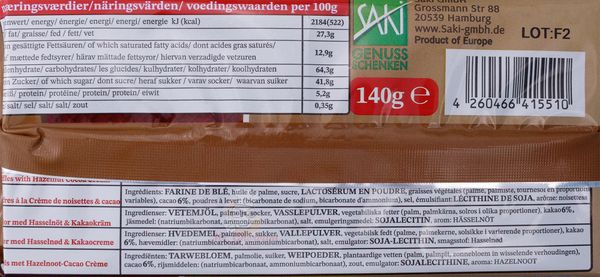 næringsværdier/näringsvärden/ voedingswaarden per 100g
nwert/ energy/ énergie/ energi/ energi/ energie kJ (kcal)
2184(522)
fat/ graisse/ fed / fett/ vet
27,3g
gesättigte Fettsäuren/ of which saturated fatty acids/ dont acides gras saturés/
mættede fedtsyrer/ härav mättat fett/ hiervan verzadigde vetzuren
12,9g
carbohydrates/ les glucides/ kulhydrater/ kolhydrater/ koolhydraten
64,3g
Zucker/ of which sugar/ dont sucre/ heraf sukker / varav socker/ waarvan suiker
41,8g
protein/ protéine/ protein/ protein/ eiwit
5,2g
salt/ sel/ salt/ salt/ zout
0,35g
SAKI
GENUSS
SCHENKEN
140g e
Saki-gmbh
Grossmann Str 88
20539 Hamburg
www.Saki-gmbh.de
Product of Europe
LOT:F2
4 260466 415510
with Hazelnut Cocoa
à la Crème de noisettes & cacao
med Hasselnöt & Kakaokräm
med Hasselnød & Kakaocreme
met Hazelnoot-Cacao Crème
Ingrédients: FARINE DE BLÉ, huile de palme, sucre, LACTOSÉRUM EN POUDRE, graisses végétales (palme, palmiste, tournesol en proportions
variables), cacao 6%, poudres à lever: (bicarbonate de sodium, bicarbonate d'ammonium), sel, émulsifiant: LÉCITHINE DE SOJA, arôme: noisettes
Ingredienser: VETEMJÖL, palmolja, socker, VASSLEPULVER, vegetabiliska fetter (palm, palmkärna, solros i olika proportioner), kakao 6%,
jäsmedel: (natriumbikarbonat, ammoniumbikarbonat), salt, emulgeringsmedel: SOJALECITIN, arom: HASSELNÖT
Ingredienser: HVEDEMEL, palmeolie, sukker, VALLEPULVER, vegetabilsk fedt (palme, palmekerne, solsikke i varierende proportioner), kakao
6%, hævemidler: (natriumbicarbonat, ammoniumbicarbonat), salt, emulgator: SOJA-LECITHIN, smagsstof: Hasselnød
Ingrediënten: TARWEBLOEM, palmolie, suiker, WEIPOEDER, plantaardige vetten (palm, palmpit, zonnebloem in wisselende verhoudingen),
cacao 6%, rijsmiddelen: (natriumbicarbonaat, ammoniumbicarbonaat), zout, emulgator: SOJALECITHINE, aroma: HAZELNOOT